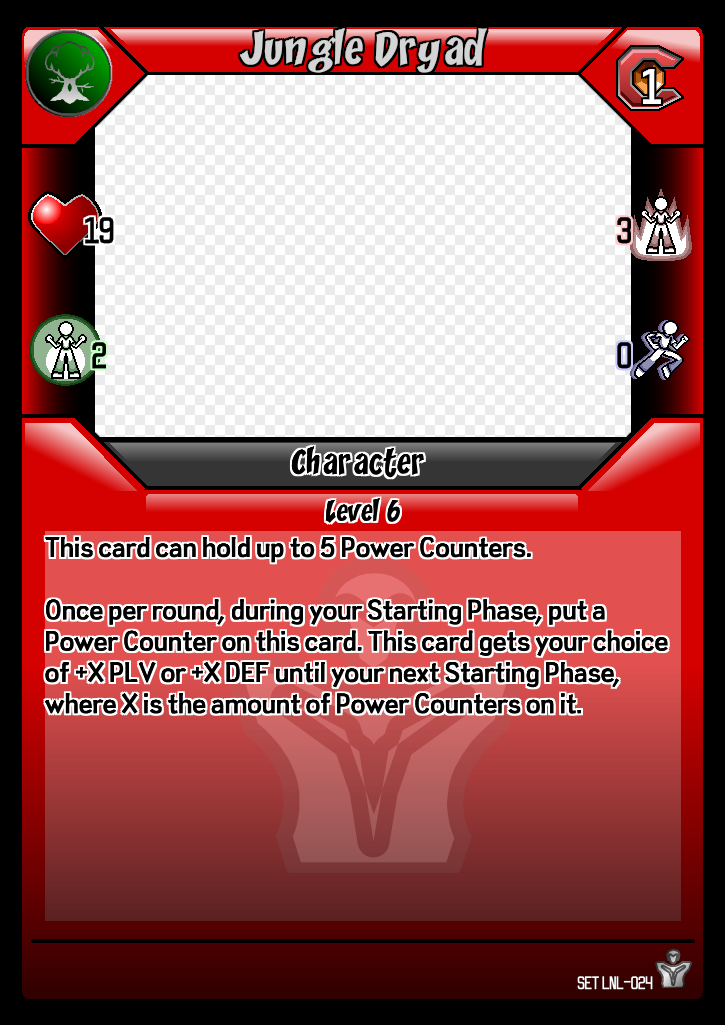 Jungle Dryad
1
19
3
2
0
Character
Level 6
This card can hold up to 5 Power Counters.
Once per round, during your Starting Phase, put a
Power Counter on this card. This card gets your choice
of +X PLV or +X DEF until your next Starting Phase,
where X is the amount of Power Counters on it.
SET LNL-024